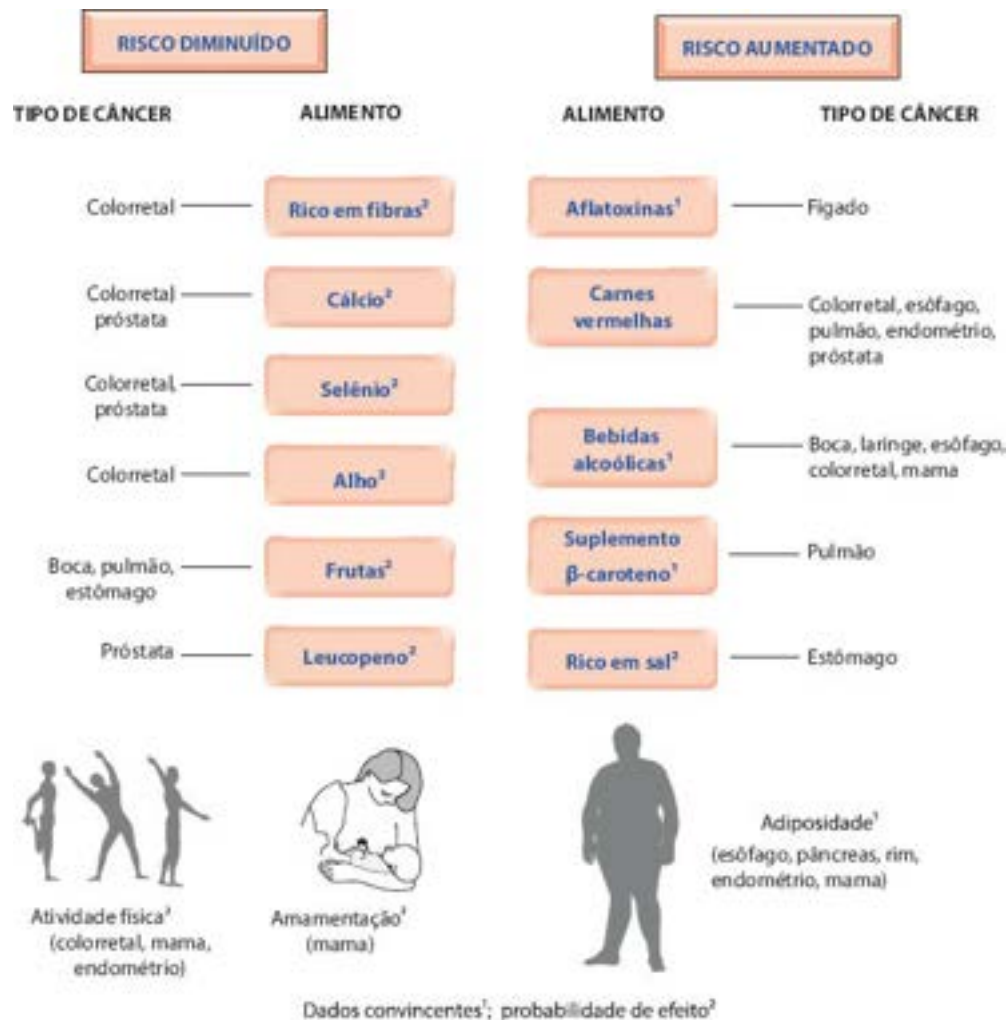 RISCO DIMINUÍDO
RISCO AUMENTADO
TIPO DE CÂNCER
ALIMENTO
ALIMENTO
TIPO DE CÂNCER
Colorretal
Rico em fibras²
Aflatoxinas¹
Fígado
Colorretal
próstata
Cálcio²
Carnes
vermelhas
Colorretal, esôfago,
pulmão, endométrio,
próstata
Colorretal,
próstata
Selênio²
Bebidas
alcoólicas¹
Boca, laringe, esôfago,
colorretal, mama
Colorretal
Alho²
Boca, pulmão,
estômago
Frutas²
Suplemento
β-caroteno¹
Pulmão
Próstata
Leucopeno²
Rico em sal²
Estômago
Atividade física²
(colorretal, mama,
endométrio)
Amamentação²
(mama)
Adiposidade¹
(esôfago, pâncreas, rim,
endométrio, mama)
Dados convincentes¹; probabilidade de efeito²